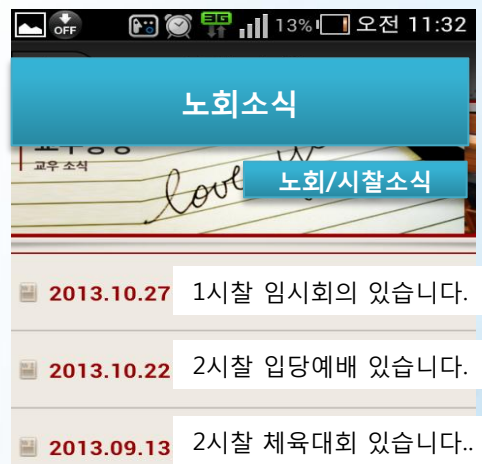 OFF 3G 13% 오전 11:32
노회소식
교우 소식
love
노회/시찰소식
2013.10.27 1시찰 임시회의 있습니다.
2013.10.22 2시찰 입당예배 있습니다.
2013.09.13 2시찰 체육대회 있습니다..